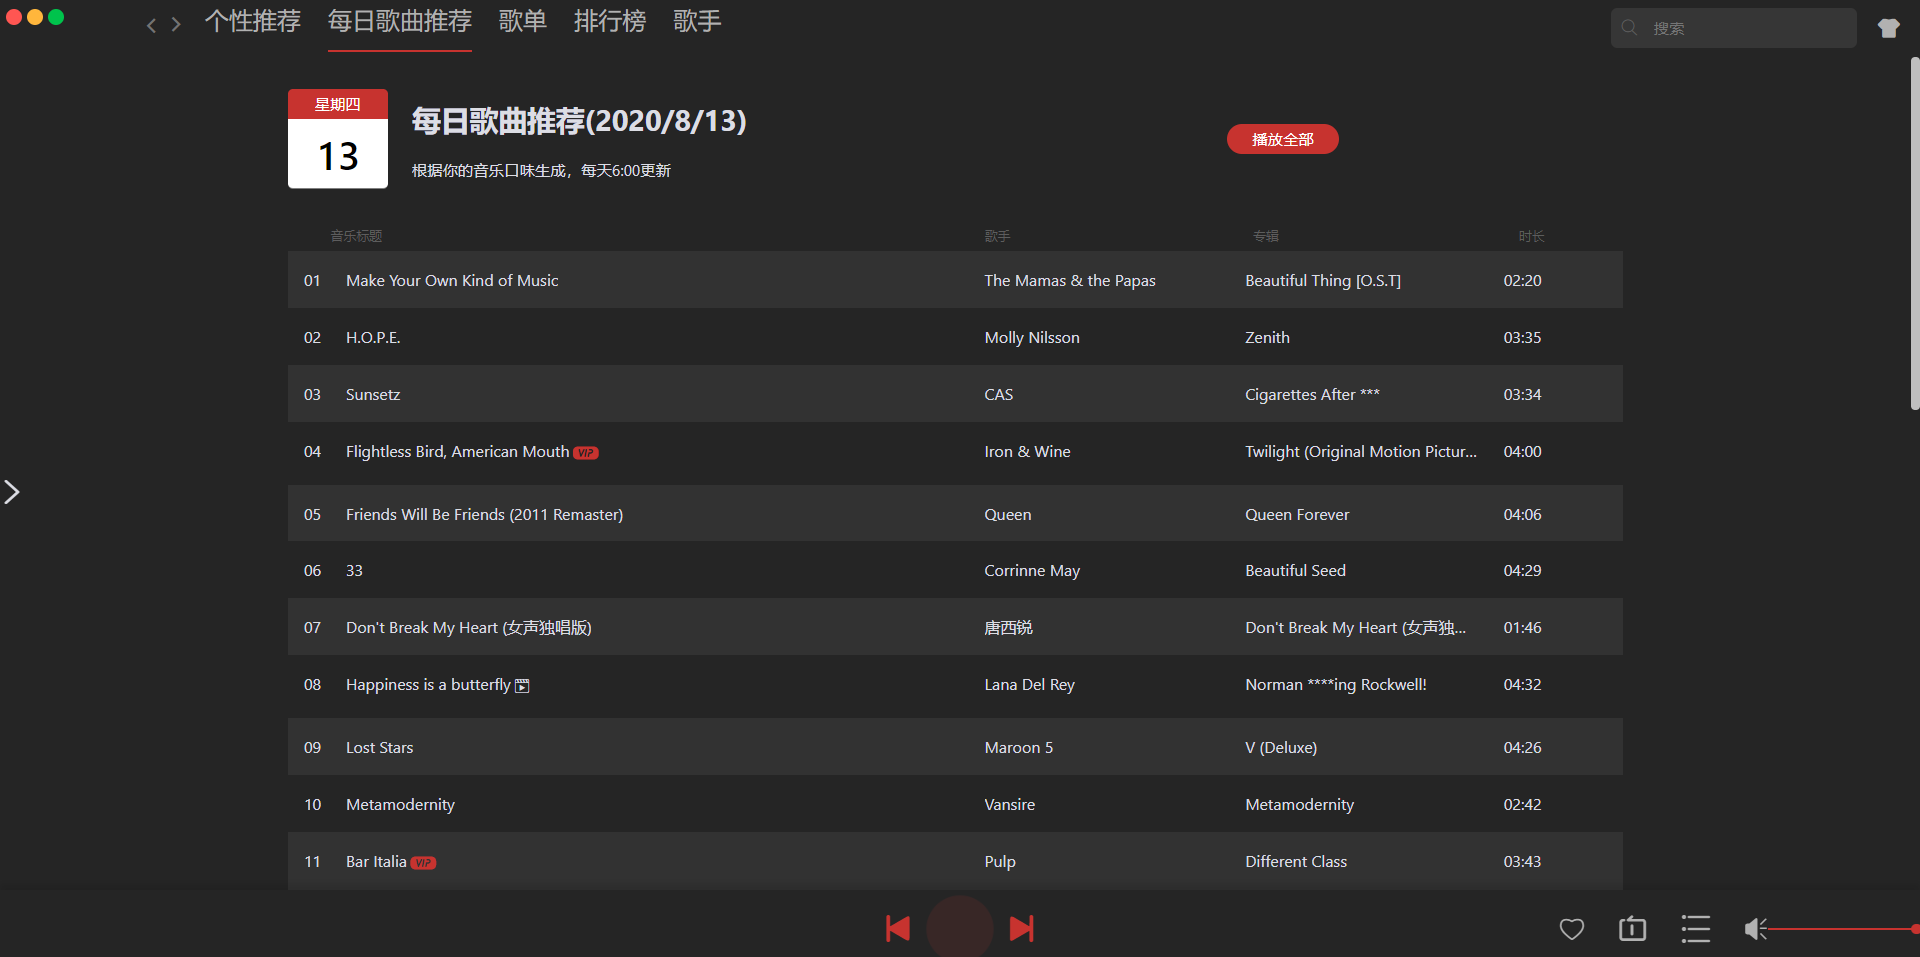 个性推荐 每日歌曲推荐 歌单 排行榜 歌手 搜索
星期四
13
每日歌曲推荐(2020/8/13)
根据你的音乐口味生成，每天6:00更新
播放全部
音乐标题 歌手 专辑 时长
01 Make Your Own Kind of Music The Mamas & the Papas Beautiful Thing [O.S.T] 02:20
02 H.O.P.E. Molly Nilsson Zenith 03:35
03 Sunsetz CAS Cigarettes After *** 03:34
04 Flightless Bird, American Mouth VIP Iron & Wine Twilight (Original Motion Pictur... 04:00
05 Friends Will Be Friends (2011 Remaster) Queen Queen Forever 04:06
06 33 Corrinne May Beautiful Seed 04:29
07 Don't Break My Heart (女声独唱版) 唐西锐 Don't Break My Heart (女声独... 01:46
08 Happiness is a butterfly Lana Del Rey Norman ****ing Rockwell! 04:32
09 Lost Stars Maroon 5 V (Deluxe) 04:26
10 Metamodernity Vansire Metamodernity 02:42
11 Bar Italia VIP Pulp Different Class 03:43